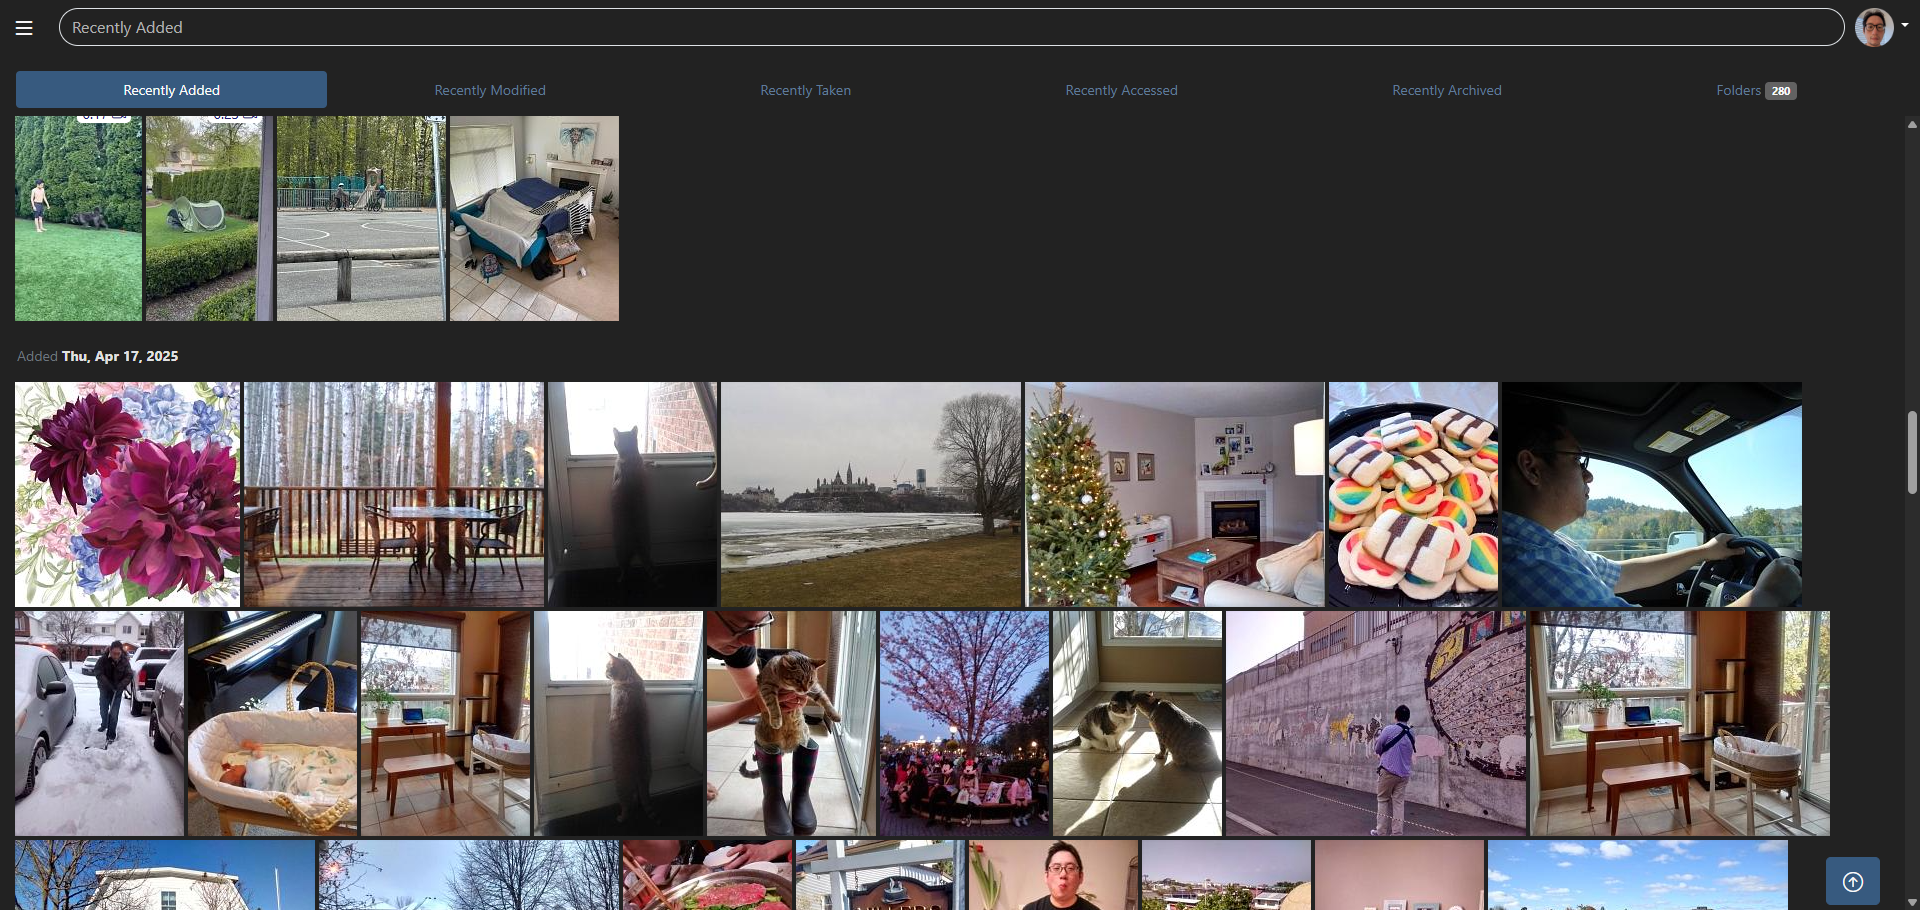 Recently Added
Recently Added
Recently Modified
Recently Taken
Recently Accessed
Recently Archived
Folders 280
Added Thu, Apr 17, 2025